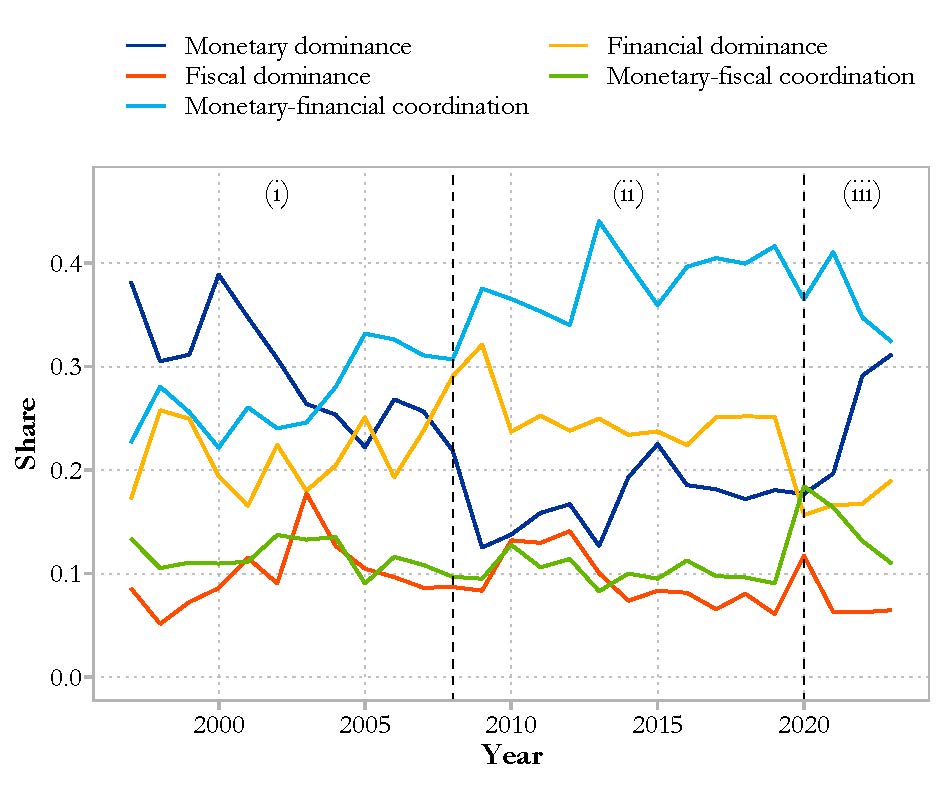 Monetary dominance
Fiscal dominance
Monetary-financial coordination
Financial dominance
Monetary-fiscal coordination
(i) (ii) (iii)
0.4
0.3
0.2
0.1
0.0
Share
2000 2005 2010 2015 2020
Year